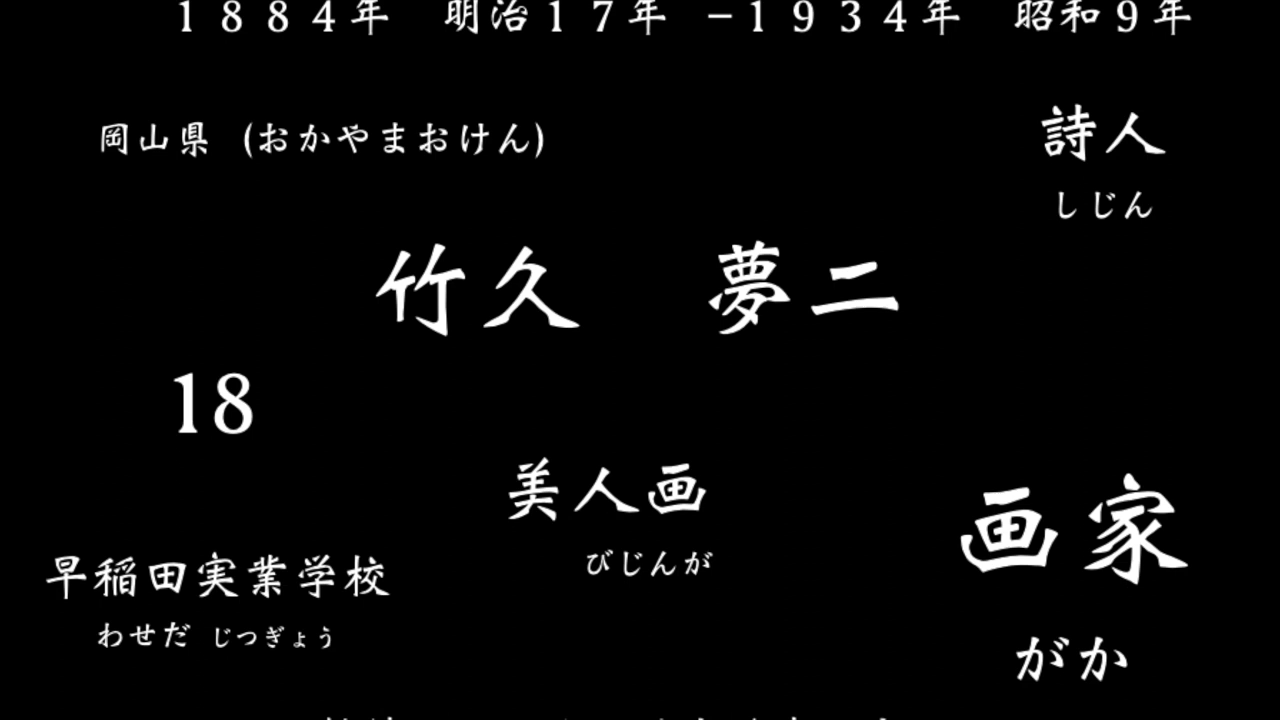 １８８４年　明治１７年　−１９３４年　昭和９年
岡山県 (おかやまおけん)
詩人
しじん
竹久　夢二
18
美人画
びじんが
画家
がか
早稲田実業学校
わせだ じつぎょう